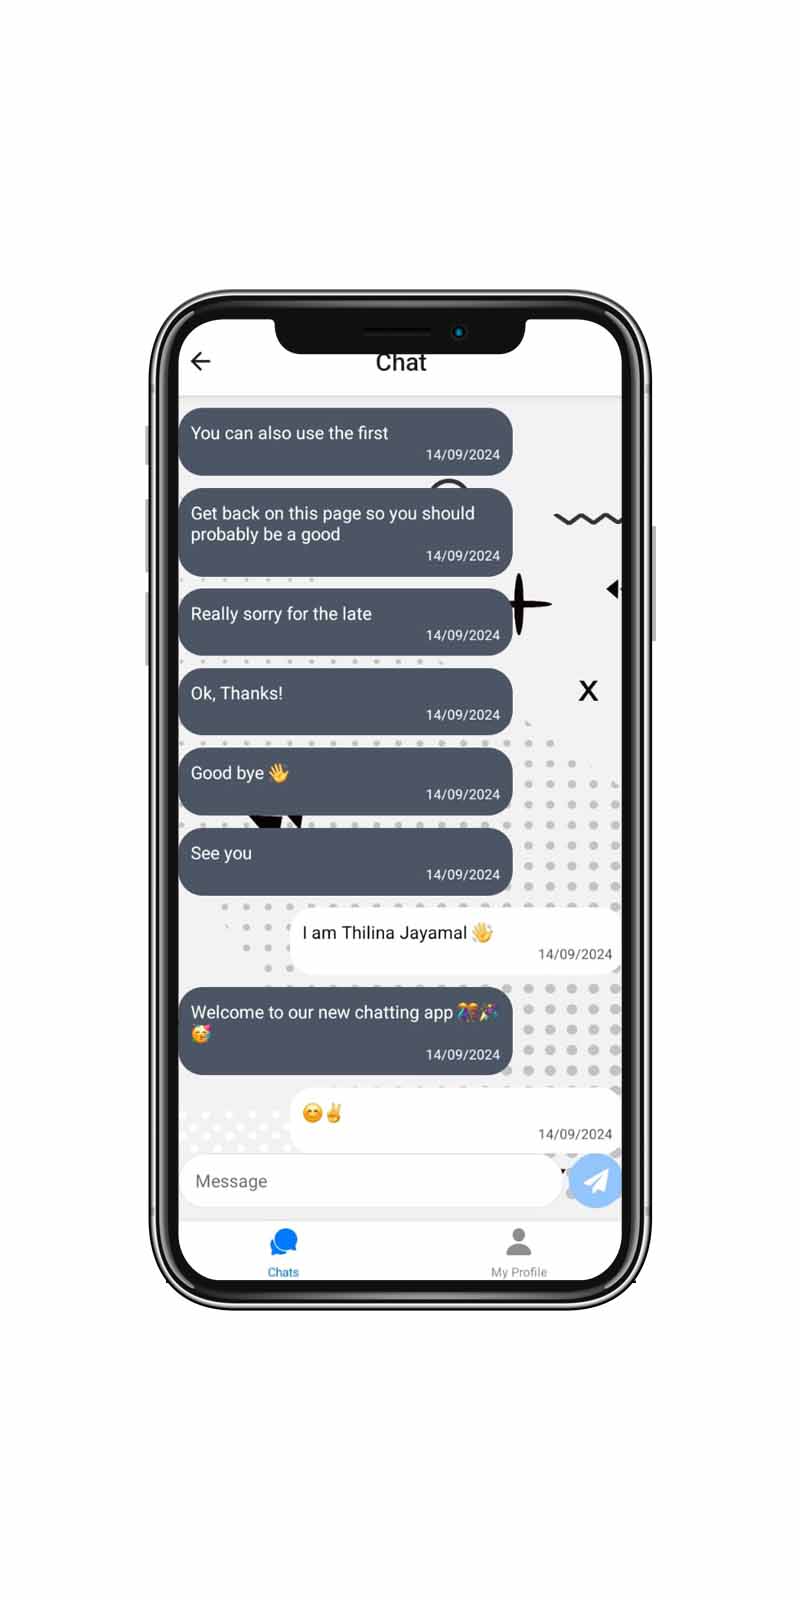 Chat
You can also use the first
14/09/2024
Get back on this page so you should
probably be a good
14/09/2024
Really sorry for the late
14/09/2024
Ok, Thanks!
14/09/2024
Good bye 👋
14/09/2024
See you
14/09/2024
I am Thilina Jayamal 👋
14/09/2024
Welcome to our new chatting app 🎊🎉
🥳
14/09/2024
😊✌
14/09/2024
Message
Chats
My Profile